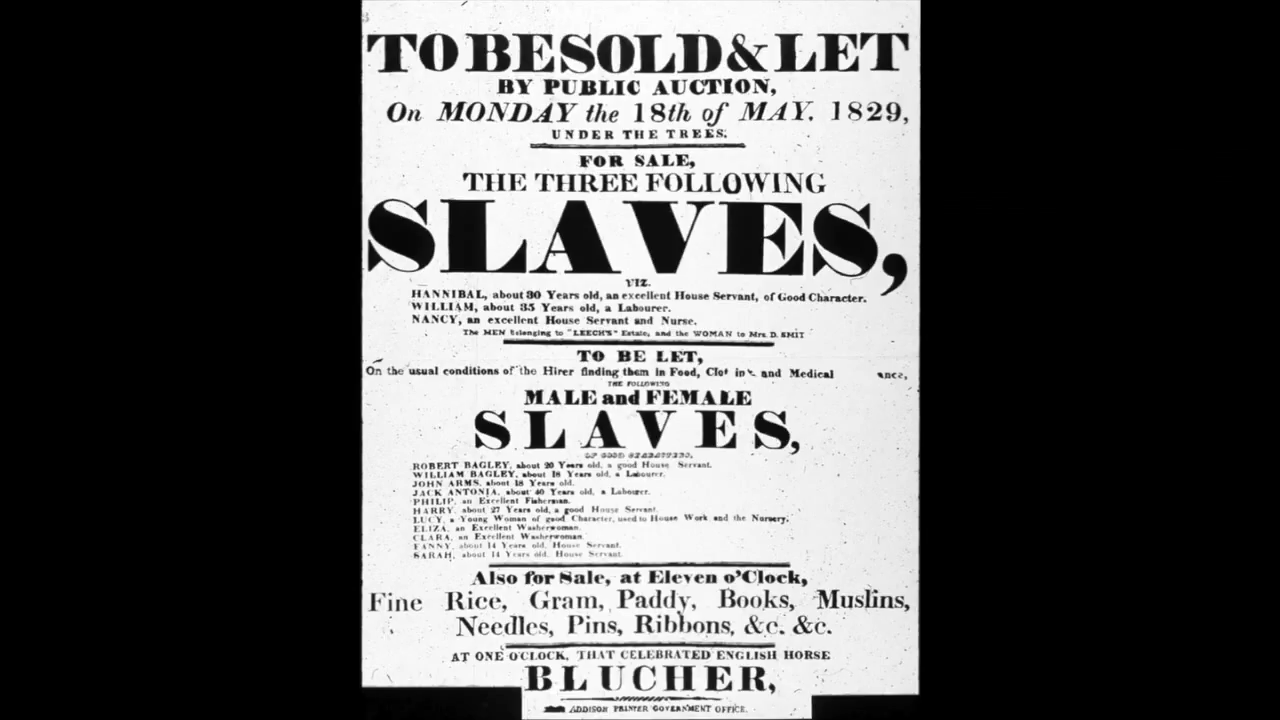 TO BE SOLD & LET
BY PUBLIC AUCTION,
On MONDAY the 18th of MAY. 1829,
UNDER THE TREES.
FOR SALE,
THE THREE FOLLOWING
SLAVES,
VIZ.
HANNIBAL, about 30 Years old, an excellent House Servant, of Good Character.
WILLIAM, about 35 Years old, a Labourer.
NANCY, an excellent House Servant and Nurse.
The MEN belonging to "LEECH'S" Estate, and the WOMAN to Mrs. D. SMIT
TO BE LET,
On the usual conditions of the Hirer finding them in Food, in and Medical
THE FOLLOWING
MALE and FEMALE
SLAVES,
OF GOOD CHARACTERS,
ROBERT BAGLEY, about 20 Years old, a good House Servant.
WILLIAM BAGLEY, about 18 Years old, a Labourer.
JOHN ARMS, about 18 Years old.
JACK ANTONIA, about 40 Years old, a Labourer.
PHILIP, an Excellent Fisherman.
HARRY, about 27 Years old, a good House Servant.
LUCY, a Young Woman of good Character, used to House Work and the Nursery.
ELIZA, an Excellent Washerwoman.
CLARA, an Excellent Washerwoman.
FANNY, about 14 Years old, House Servant.
SARAH, about 14 Years old, House Servant.
Also for Sale, at Eleven o'Clock,
Fine Rice, Gram, Paddy, Books, Muslins,
Needles, Pins, Ribbons, &c. &c.
AT ONE O'CLOCK, THAT CELEBRATED ENGLISH HORSE
BLUCHER,
ADDISON PRINTER GOVERNMENT OFFICE.